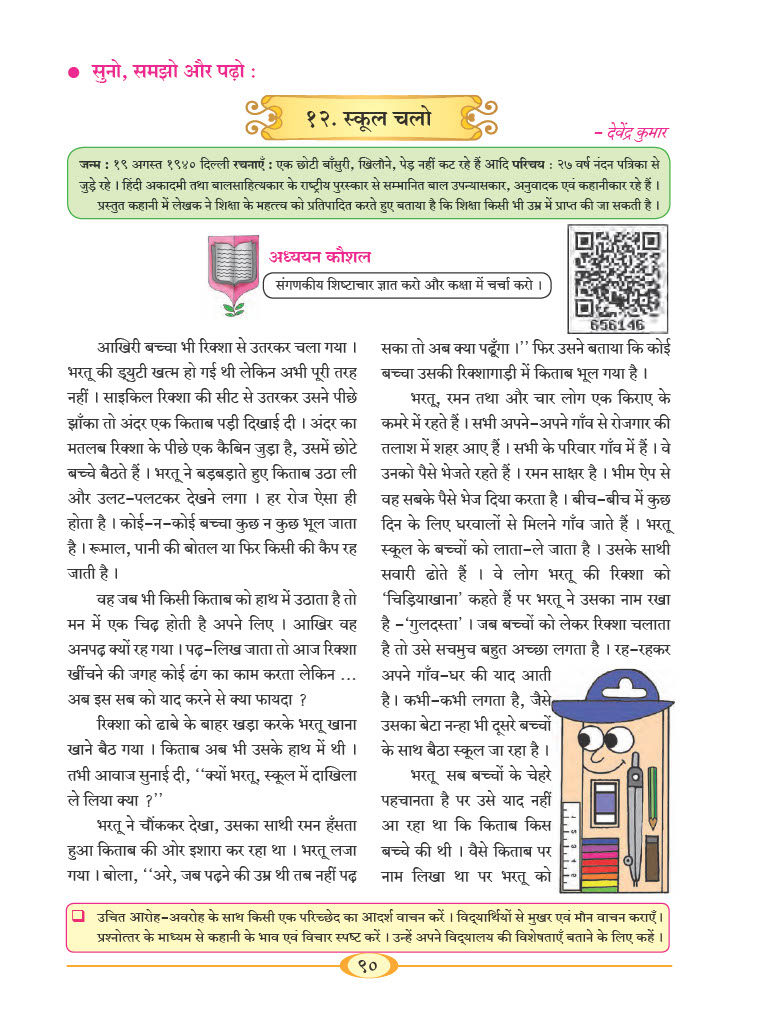 ● सुनो, समझो और पढ़ो :
१२. स्कूल चलो
– देवेंद्र कुमार
जन्म : १९ अगस्त १९४० दिल्ली रचनाएँ : एक छोटी बाँसुरी, खिलौने, पेड़ नहीं कट रहे हैं आदि परिचय : २७ वर्ष नंदन पत्रिका से
जुड़े रहे । हिंदी अकादमी तथा बालसाहित्यकार के राष्ट्रीय पुरस्कार से सम्मानित बाल उपन्यासकार, अनुवादक एवं कहानीकार रहे हैं ।
प्रस्तुत कहानी में लेखक ने शिक्षा के महत्त्व को प्रतिपादित करते हुए बताया है कि शिक्षा किसी भी उम्र में प्राप्त की जा सकती है ।
अध्ययन कौशल
संगणकीय शिष्टाचार ज्ञात करो और कक्षा में चर्चा करो ।
656146
आखिरी बच्चा भी रिक्शा से उतरकर चला गया ।
भरतू की ड्युटी खत्म हो गई थी लेकिन अभी पूरी तरह
नहीं । साइकिल रिक्शा की सीट से उतरकर उसने पीछे
झाँका तो अंदर एक किताब पड़ी दिखाई दी । अंदर का
मतलब रिक्शा के पीछे एक कैबिन जुड़ा है, उसमें छोटे
बच्चे बैठते हैं । भरतू ने बड़बड़ाते हुए किताब उठा ली
और उलट-पलटकर देखने लगा । हर रोज ऐसा ही
होता है । कोई-न-कोई बच्चा कुछ न कुछ भूल जाता
है । रूमाल, पानी की बोतल या फिर किसी की कैप रह
जाती है ।
वह जब भी किसी किताब को हाथ में उठाता है तो
मन में एक चिढ़ होती है अपने लिए । आखिर वह
अनपढ़ क्यों रह गया । पढ़-लिख जाता तो आज रिक्शा
खींचने की जगह कोई ढंग का काम करता लेकिन ...
अब इस सब को याद करने से क्या फायदा ?
रिक्शा को ढाबे के बाहर खड़ा करके भरतू खाना
खाने बैठ गया । किताब अब भी उसके हाथ में थी ।
तभी आवाज सुनाई दी, ‘‘क्यों भरतू, स्कूल में दाखिला
ले लिया क्या ?’’
भरतू ने चौंककर देखा, उसका साथी रमन हँसता
हुआ किताब की ओर इशारा कर रहा था । भरतू लजा
गया । बोला, ‘‘अरे, जब पढ़ने की उम्र थी तब नहीं पढ़
सका तो अब क्या पढूँगा ।’’ फिर उसने बताया कि कोई
बच्चा उसकी रिक्शागाड़ी में किताब भूल गया है ।
भरतू, रमन तथा और चार लोग एक किराए के
कमरे में रहते हैं । सभी अपने-अपने गाँव से रोजगार की
तलाश में शहर आए हैं । सभी के परिवार गाँव में हैं । वे
उनको पैसे भेजते रहते हैं । रमन साक्षर है । भीम ऐप से
वह सबके पैसे भेज दिया करता है । बीच-बीच में कुछ
दिन के लिए घरवालों से मिलने गाँव जाते हैं । भरतू
स्कूल के बच्चों को लाता-ले जाता है । उसके साथी
सवारी ढोते हैं । वे लोग भरतू की रिक्शा को
‘चिड़ियाखाना’ कहते हैं पर भरतू ने उसका नाम रखा
है -‘गुलदस्ता’ । जब बच्चों को लेकर रिक्शा चलाता
है तो उसे सचमुच बहुत अच्छा लगता है । रह-रहकर
अपने गाँव-घर की याद आती
है। कभी-कभी लगता है, जैसे
उसका बेटा नन्हा भी दूसरे बच्चों
के साथ बैठा स्कूल जा रहा है ।
भरतू सब बच्चों के चेहरे
पहचानता है पर उसे याद नहीं
आ रहा था कि किताब किस
बच्चे की थी । वैसे किताब पर
नाम लिखा था पर भरतू को
❑ उचित आरोह-अवरोह के साथ किसी एक परिच्छेद का आदर्श वाचन करें । विद्यार्थियों से मुखर एवं मौन वाचन कराएँ।
प्रश्नोत्तर के माध्यम से कहानी के भाव एवं विचार स्पष्ट करें । उन्हें अपने विद्यालय की विशेषताएँ बताने के लिए कहें ।
९०